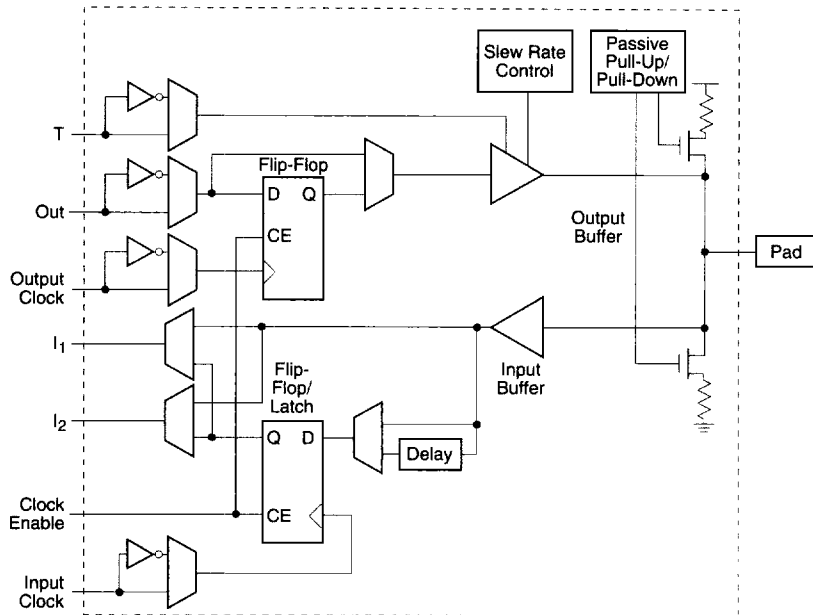 Slew Rate
Control
Passive
Pull-Up/
Pull-Down
T
Flip-Flop
Out
D
Q
CE
Output
Buffer
Pad
Output
Clock
I1
Flip-
Flop/
Latch
Input
Buffer
I2
Q
D
Delay
Clock
Enable
CE
Input
Clock